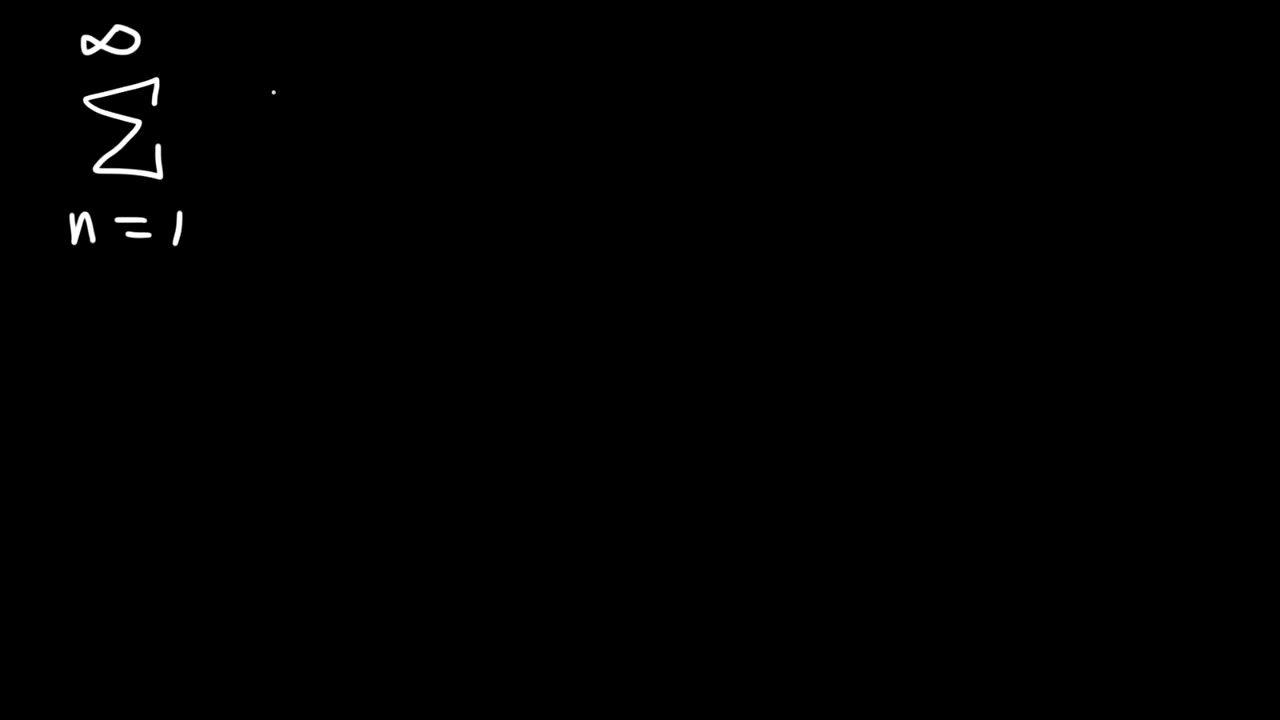 ∞
∑
n = 1